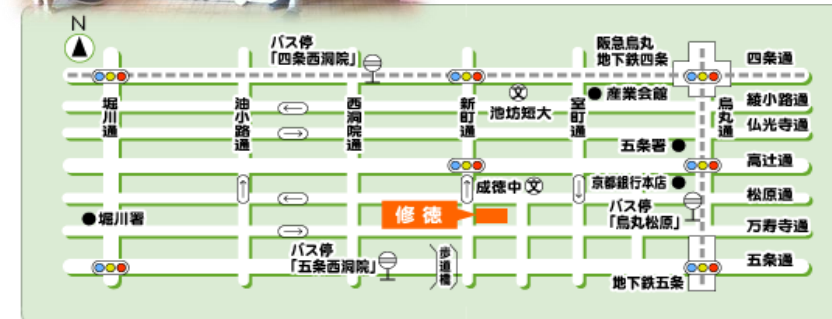 N
バス停
「四条西洞院」
阪急烏丸
地下鉄四条
四条通
堀川通
油小路通
西洞院通
新町通
文
池坊短大
室町通
産業会館
烏丸通
綾小路通
仏光寺通
五条署
高辻通
成徳中
文
京都銀行本店
松原通
堀川署
修徳
バス停
「烏丸松原」
万寿寺通
バス停
「五条西洞院」
歩道橋
五条通
地下鉄五条